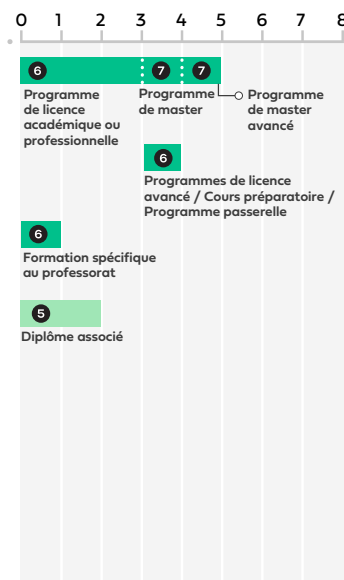 0 1 2 3 4 5 6 7 8
6 7 7
Programme
de licence
académique ou
professionnelle
Programme
de master
Programme
de master
avancé
6
Programmes de licence
avancé / Cours préparatoire /
Programme passerelle
6
Formation spécifique
au professorat
5
Diplôme associé